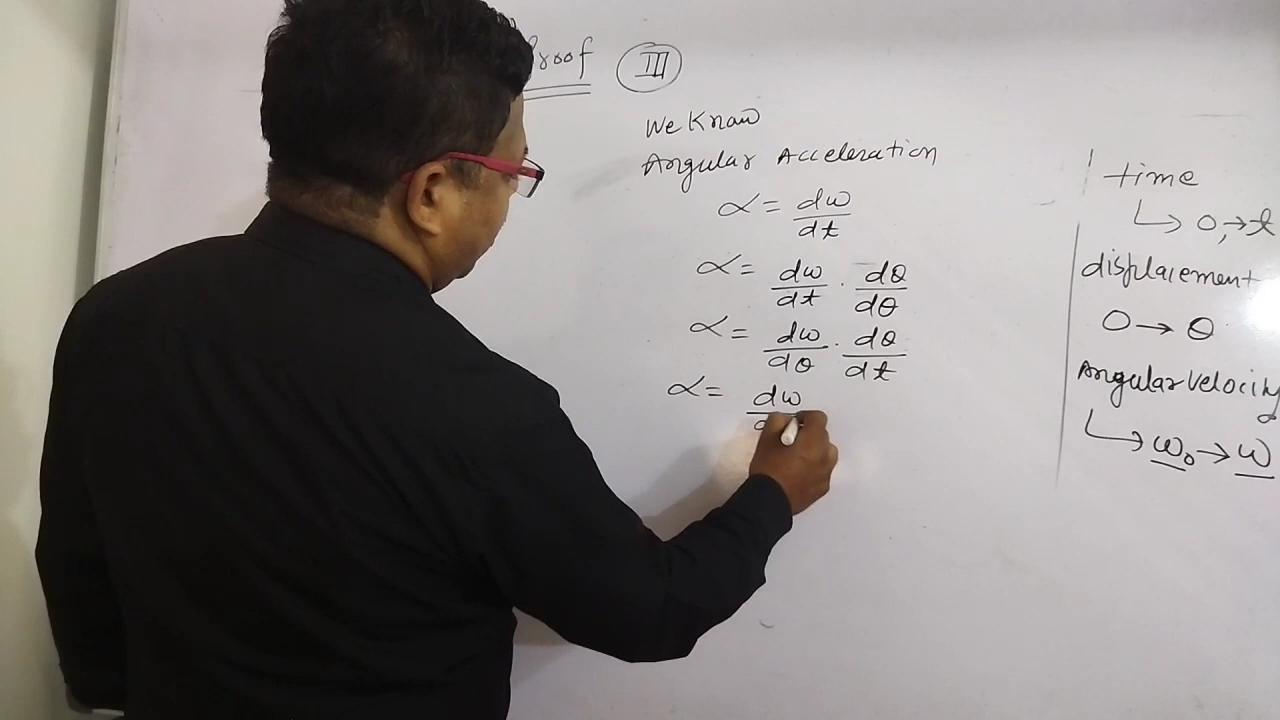 Proof III
We Know
Angular Acceleration
α = dω/dt
α = dω/dt · dθ/dθ
α = dω/dθ · dθ/dt
α = dω
time
↳ 0, → t
displacement
0 → θ
Angular Velocity
↳ ω₀ → ω